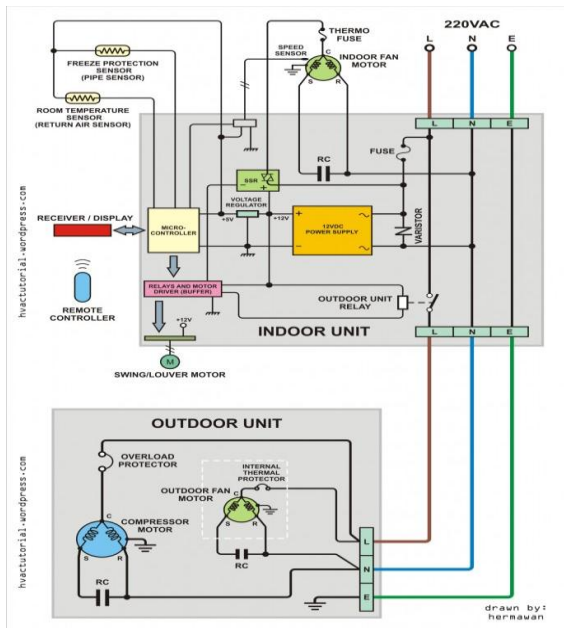 220VAC
L N E
THERMO
FUSE
SPEED
SENSOR
C
INDOOR FAN
MOTOR
S R
FREEZE PROTECTION
SENSOR
(PIPE SENSOR)
ROOM TEMPERATURE
SENSOR
(RETURN AIR SENSOR)
L N E
RC
FUSE
SSR
- +
VOLTAGE
REGULATOR
+5V +12V
12VDC
POWER SUPPLY
+ ~
- ~
VARISTOR
RECEIVER / DISPLAY
MICRO-
CONTROLLER
REMOTE
CONTROLLER
RELAYS AND MOTOR
DRIVER (BUFFER)
OUTDOOR UNIT
RELAY
+12V
INDOOR UNIT
L N E
M
SWING/LOUVER MOTOR
hvactutorial-wordpress-com
OUTDOOR UNIT
OVERLOAD
PROTECTOR
INTERNAL
THERMAL
PROTECTOR
OUTDOOR FAN
MOTOR
C
S R
C
COMPRESSOR
MOTOR
S R
RC
RC
L
N
E
hvactutorial-wordpress-com
drawn by:
hermawan